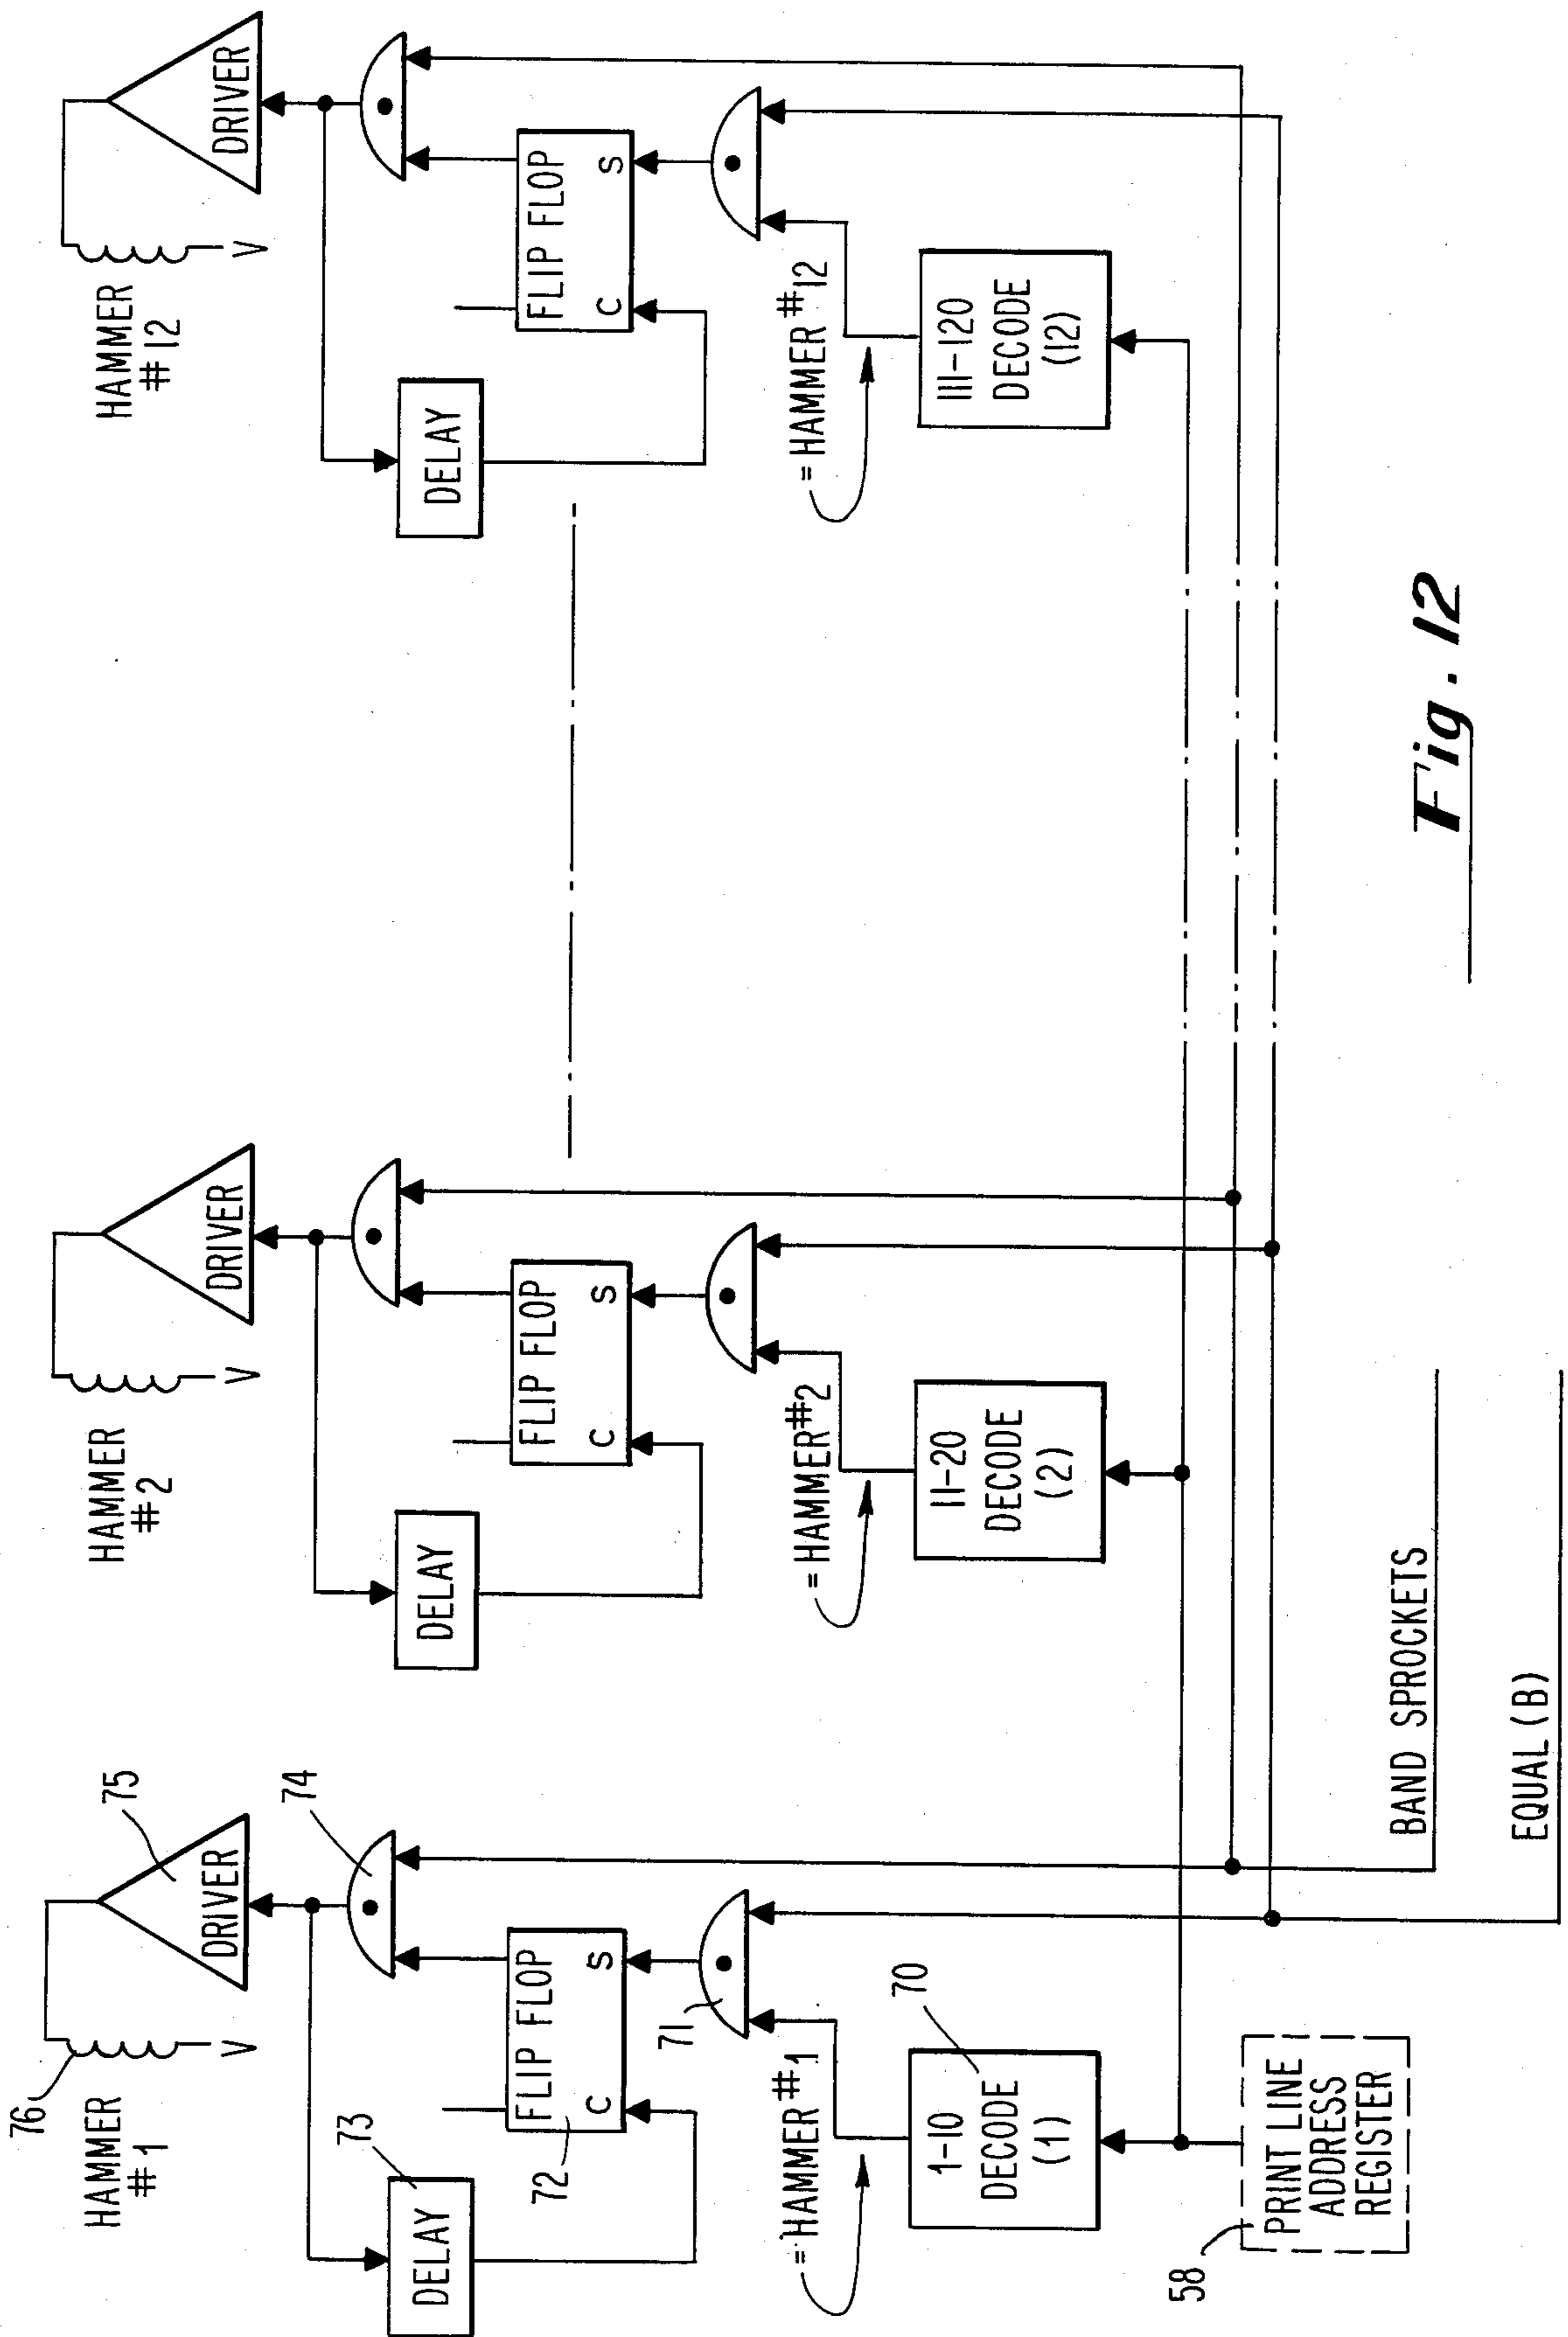 HAMMER
#1
76
V
DRIVER
75
74
73
DELAY
FLIP FLOP
72
C
S
71
=HAMMER #1
1-10
DECODE
(1)
70
58
PRINT LINE
ADDRESS
REGISTER
BAND SPROCKETS
EQUAL (B)
HAMMER
#2
V
DRIVER
DELAY
FLIP FLOP
C
S
=HAMMER #2
11-20
DECODE
(2)
HAMMER
#12
V
DRIVER
DELAY
FLIP FLOP
C
S
=HAMMER #12
111-120
DECODE
(12)
Fig. 12